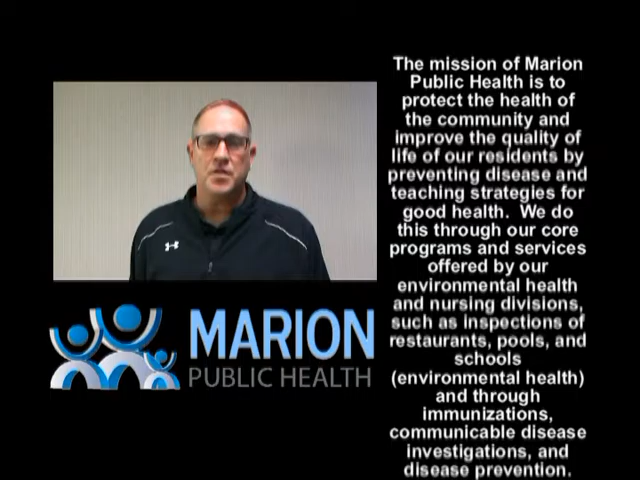 The mission of Marion
Public Health is to
protect the health of
the community and
improve the quality of
life of our residents by
preventing disease and
teaching strategies for
good health.  We do
this through our core
programs and services
offered by our
environmental health
and nursing divisions,
such as inspections of
restaurants, pools, and
schools
(environmental health)
and through
immunizations,
communicable disease
investigations, and
disease prevention.
MARION
PUBLIC HEALTH